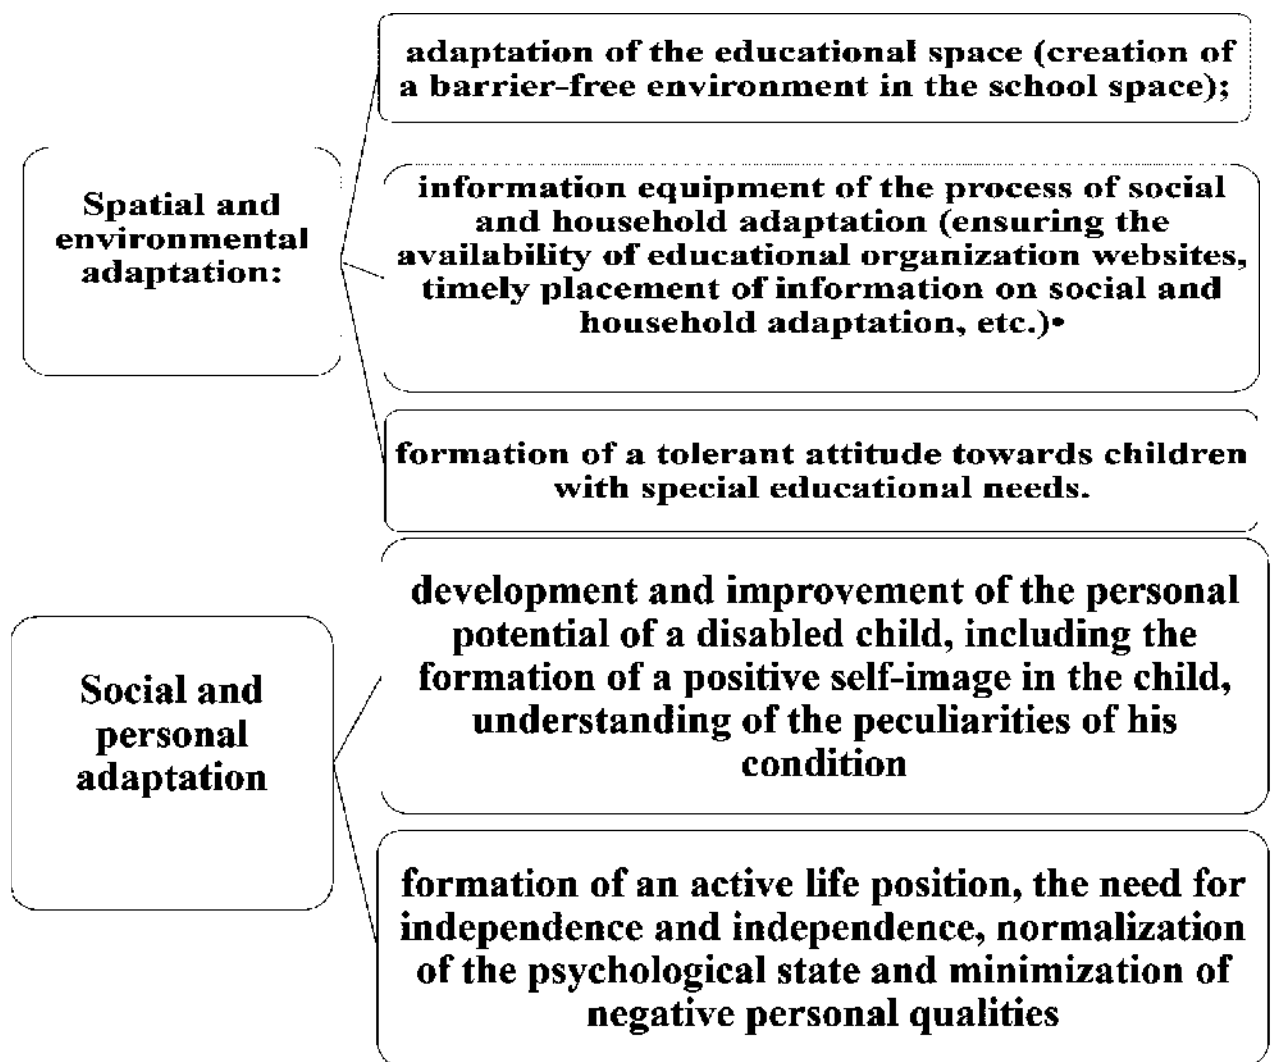 adaptation of the educational space (creation of
a barrier-free environment in the school space);
Spatial and
environmental
adaptation:
information equipment of the process of social
and household adaptation (ensuring the
availability of educational organization websites,
timely placement of information on social and
household adaptation, etc.)•
formation of a tolerant attitude towards children
with special educational needs.
Social and
personal
adaptation
development and improvement of the personal
potential of a disabled child, including the
formation of a positive self-image in the child,
understanding of the peculiarities of his
condition
formation of an active life position, the need for
independence and independence, normalization
of the psychological state and minimization of
negative personal qualities